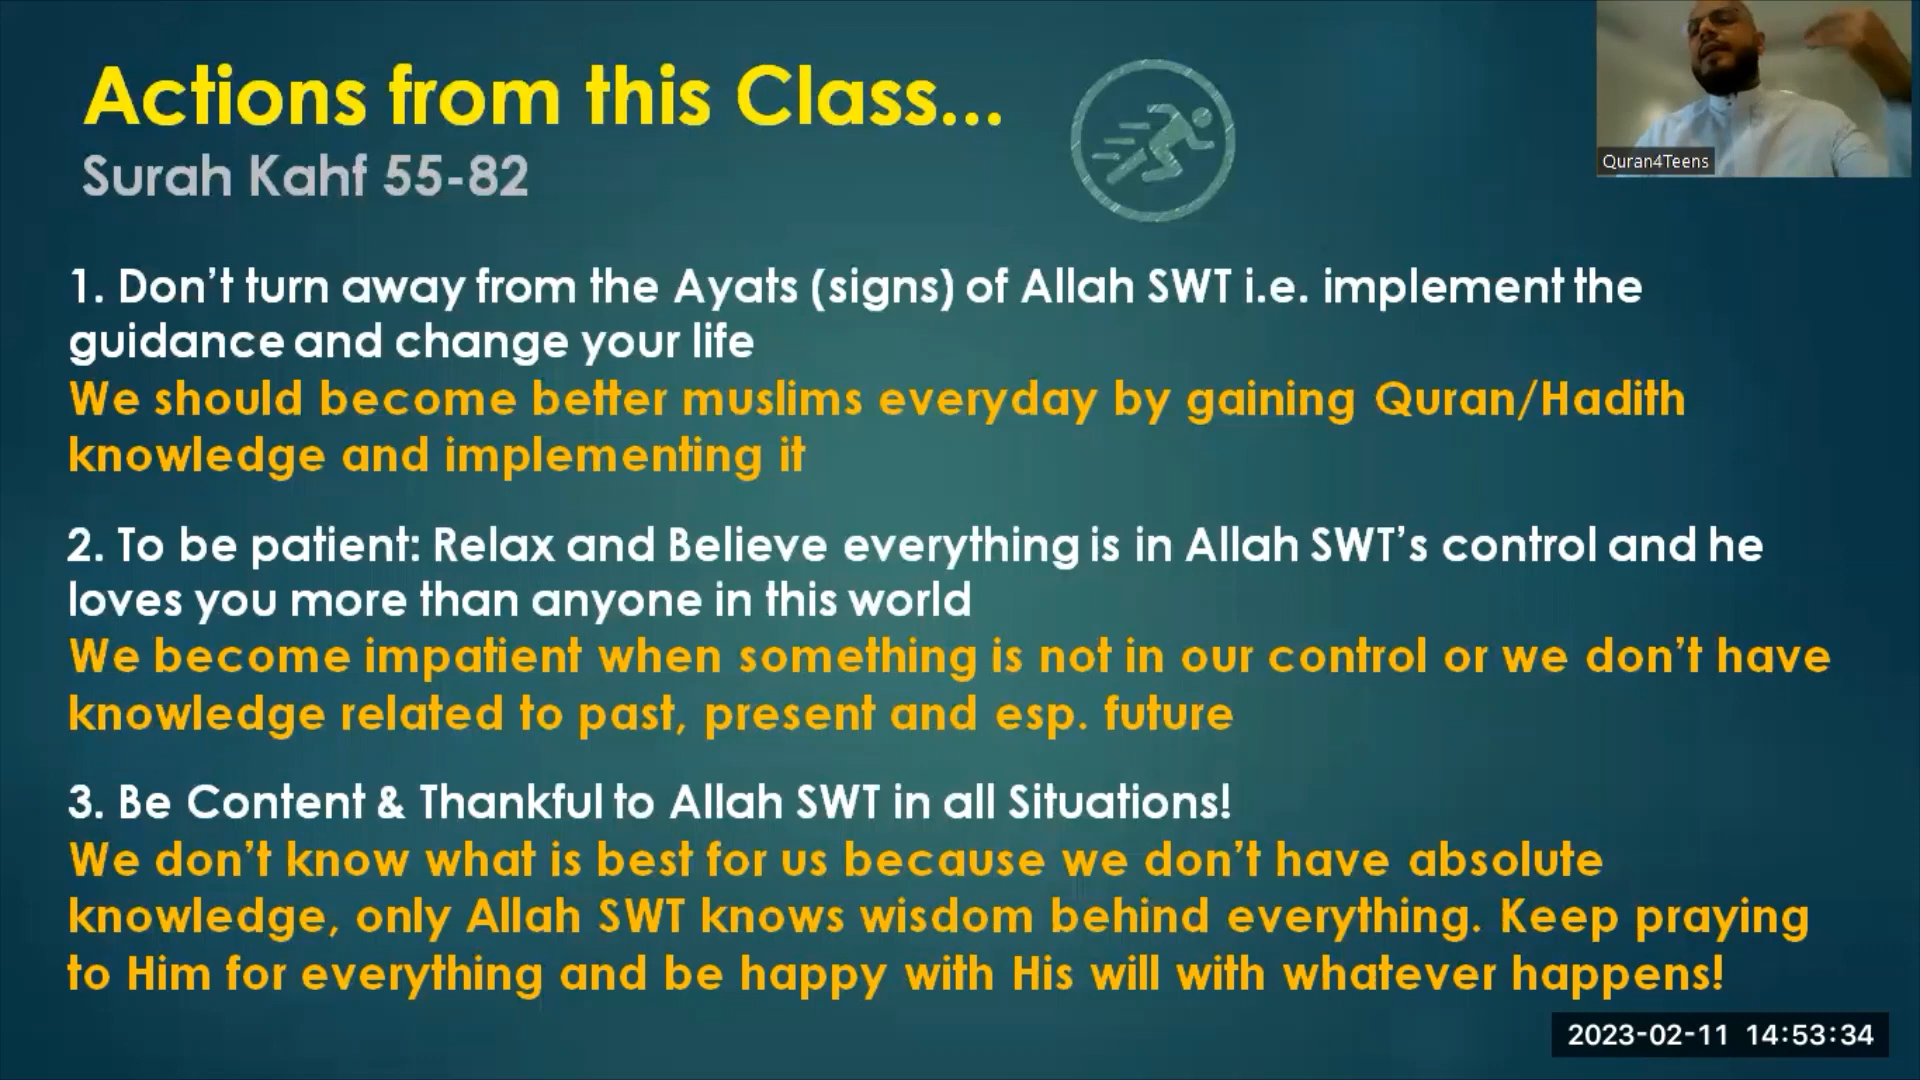 Actions from this Class...
Surah Kahf 55-82
Quran4Teens
1. Don't turn away from the Ayats (signs) of Allah SWT i.e. implement the
guidance and change your life
We should become better muslims everyday by gaining Quran/Hadith
knowledge and implementing it
2. To be patient: Relax and Believe everything is in Allah SWT's control and he
loves you more than anyone in this world
We become impatient when something is not in our control or we don't have
knowledge related to past, present and esp. future
3. Be Content & Thankful to Allah SWT in all Situations!
We don't know what is best for us because we don't have absolute
knowledge, only Allah SWT knows wisdom behind everything. Keep praying
to Him for everything and be happy with His will with whatever happens!
2023-02-11 14:53:34